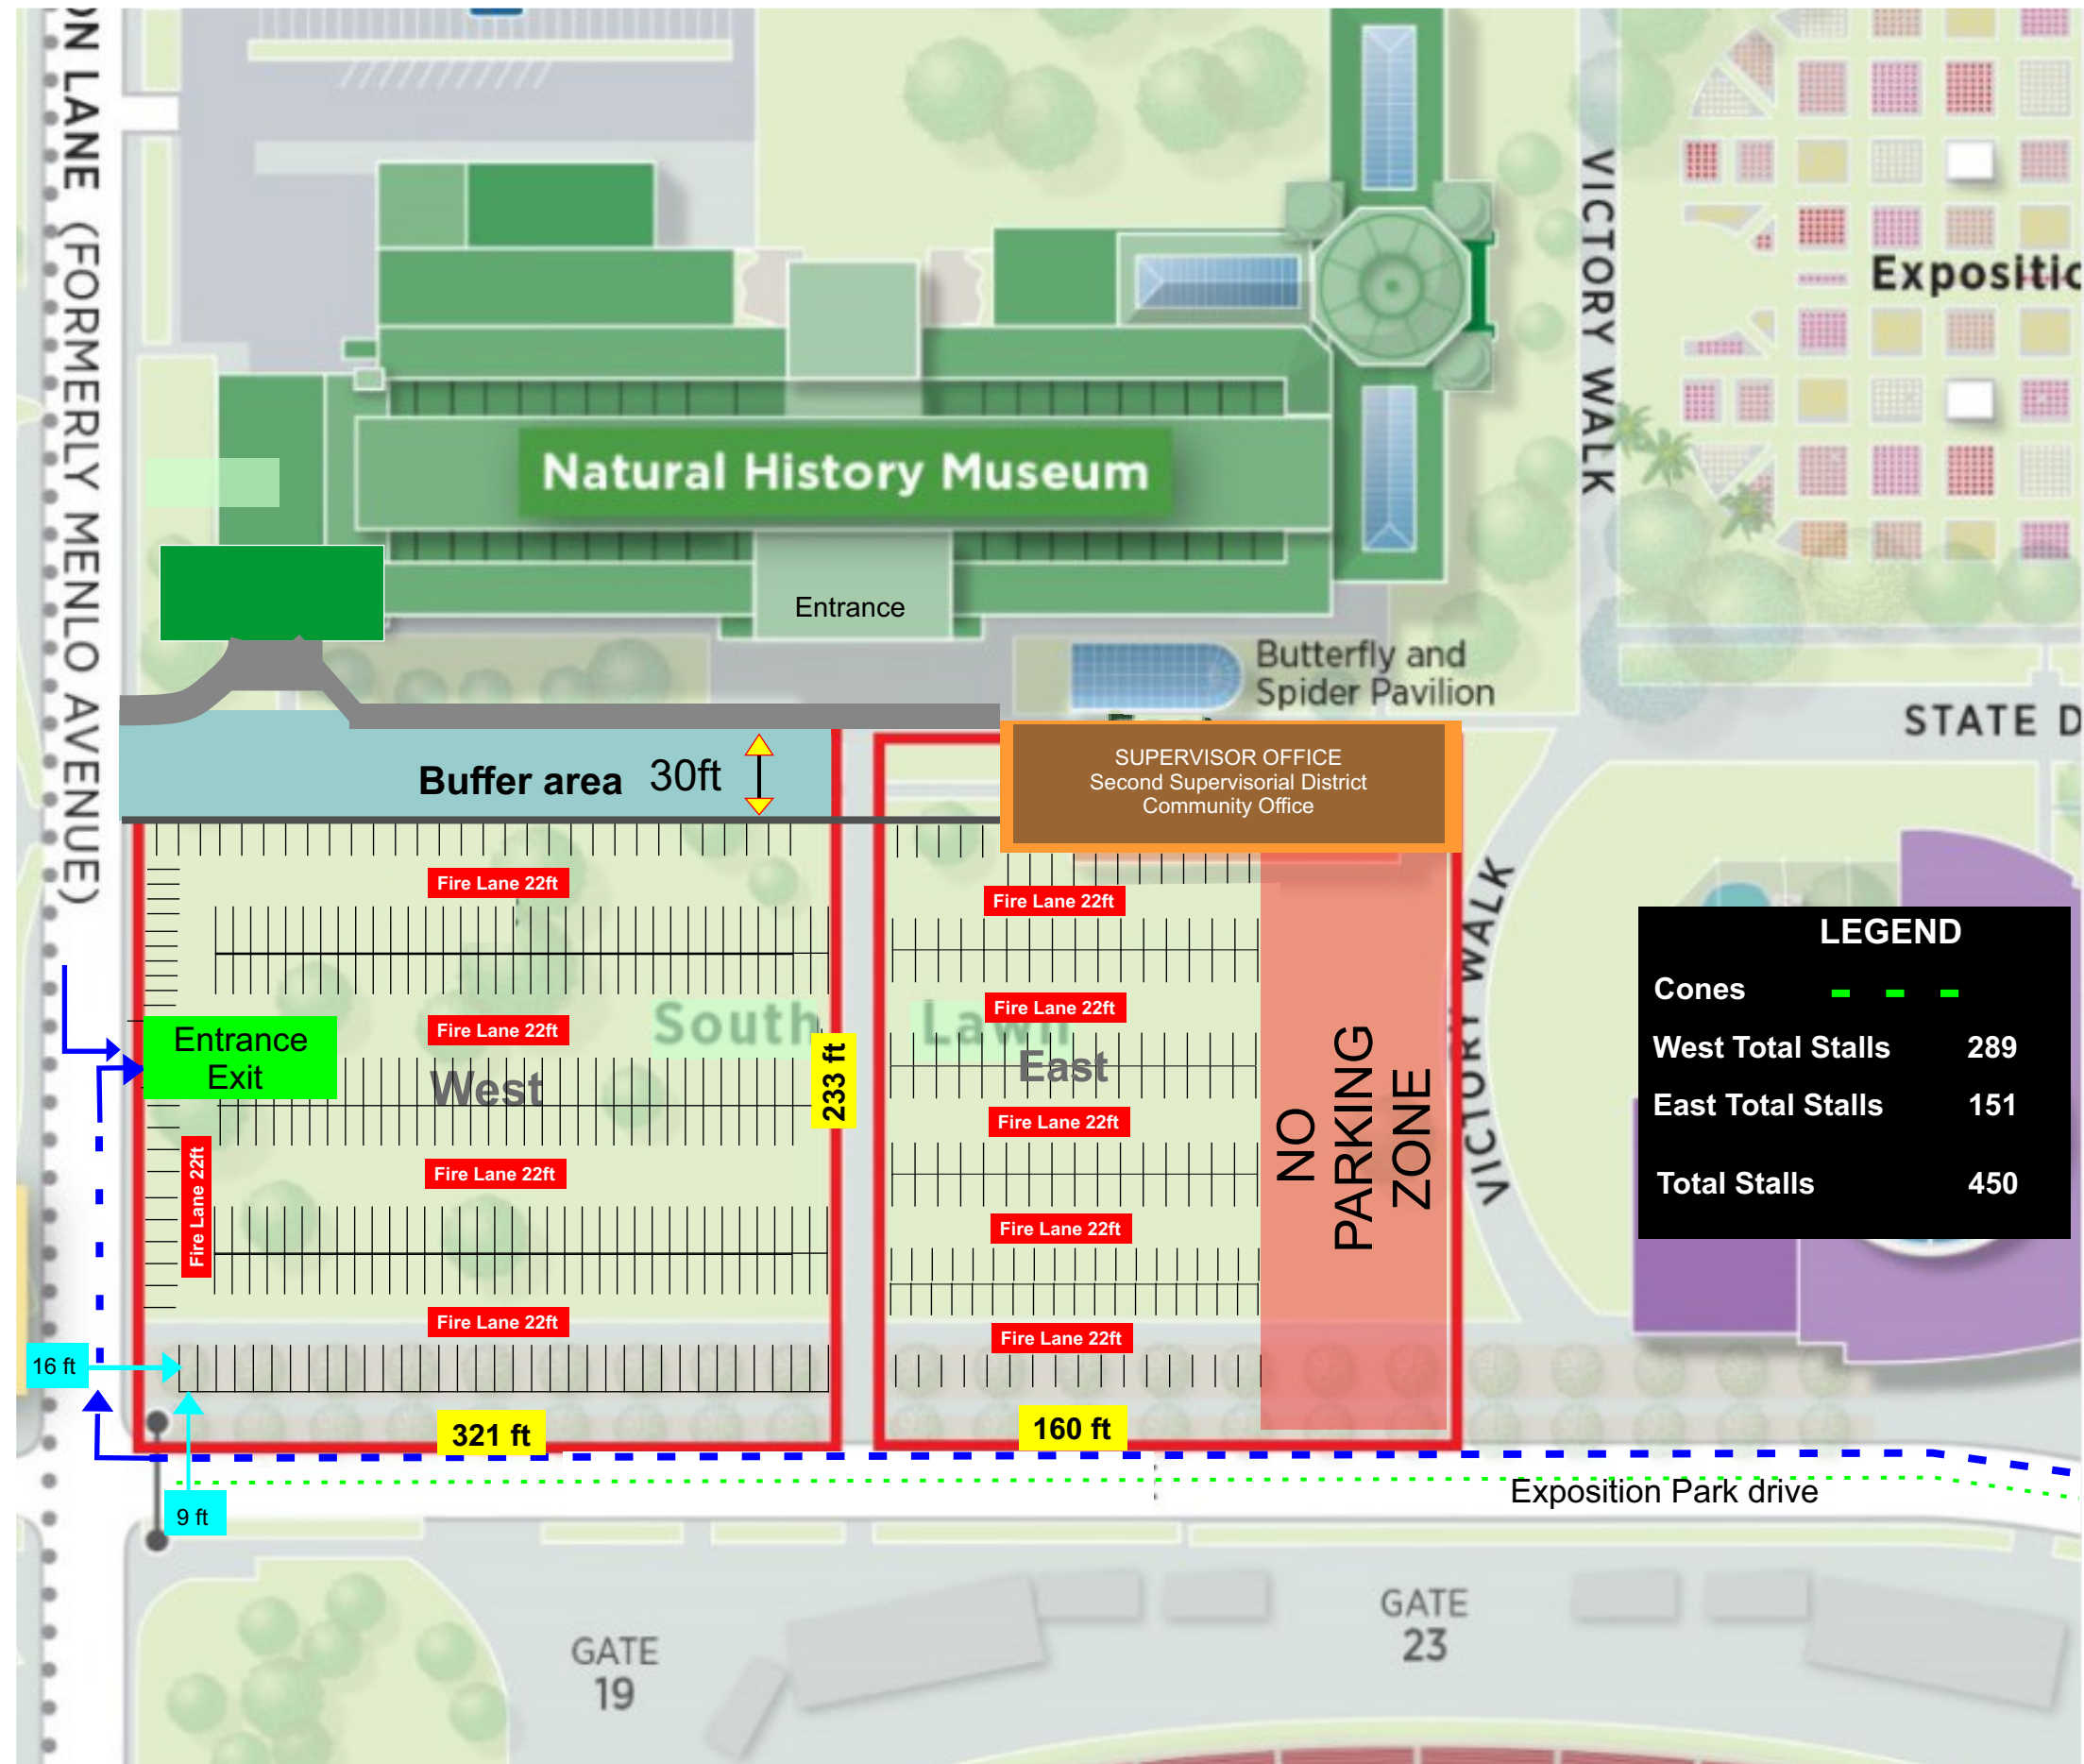 ON LANE (FORMERLY MENLO AVENUE)
VICTORY WALK
Expositic
Natural History Museum
Entrance
Butterfly and
Spider Pavilion
STATE D
SUPERVISOR OFFICE
Second Supervisorial District
Community Office
Buffer area 30ft
Fire Lane 22ft
Fire Lane 22ft
Fire Lane 22ft
Fire Lane 22ft
Fire Lane 22ft
Fire Lane 22ft
Fire Lane 22ft
Fire Lane 22ft
Fire Lane 22ft
Fire Lane 22ft
South Lawn
Entrance
Exit
West
East
233 ft
NO
PARKING
ZONE
VICTORY WALK
LEGEND
Cones
West Total Stalls 289
East Total Stalls 151
Total Stalls 450
16 ft
9 ft
321 ft
160 ft
Exposition Park drive
GATE
19
GATE
23